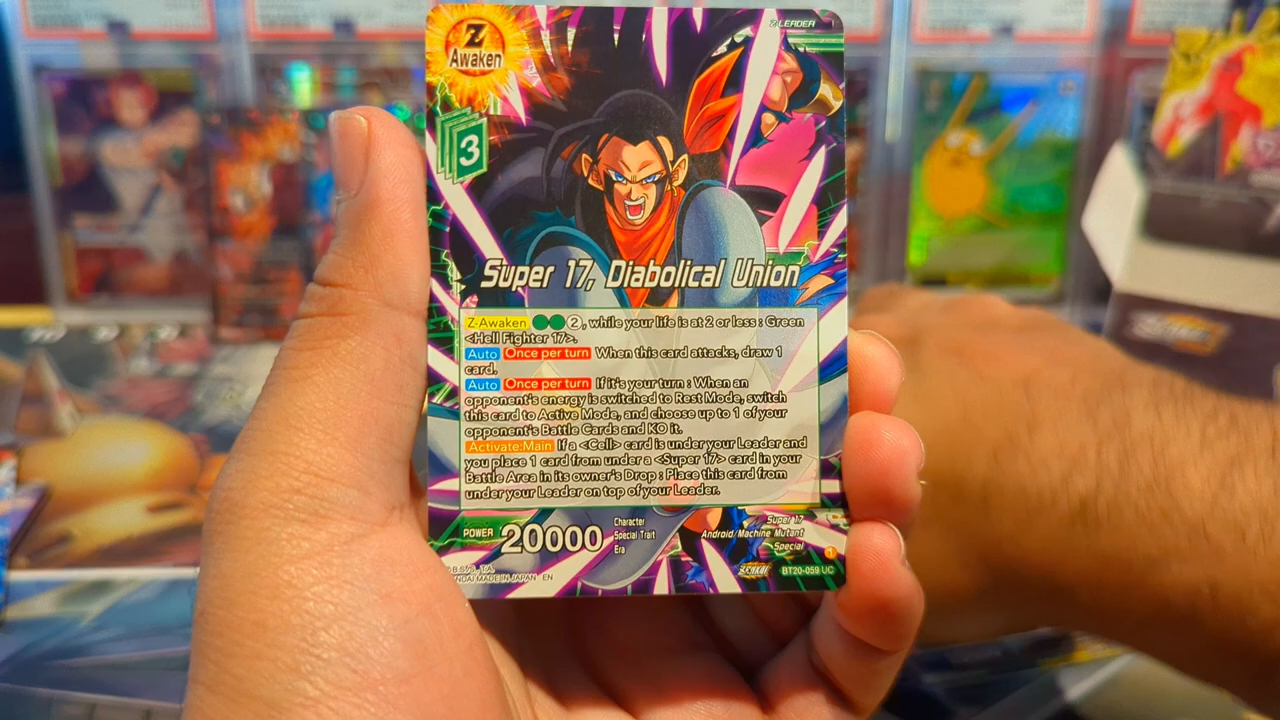 Z
Awaken
Z-LEADER
3
Super 17, Diabolical Union
Z-Awaken 2, while your life is at 2 or less : Green
<Hell Fighter 17>.
Auto Once per turn When this card attacks, draw 1
card.
Auto Once per turn If it's your turn : When an
opponent's energy is switched to Rest Mode, switch
this card to Active Mode, and choose up to 1 of your
opponent's Battle Cards and KO it.
Activate:Main If a <Cell> card is under your Leader and
you place 1 card from under a <Super 17> card in your
Battle Area in its owner's Drop : Place this card from
under your Leader on top of your Leader.
POWER 20000
Character Super 17
Special Trait Android/Machine Mutant
Era Special
1
MADE IN JAPAN EN
BT20-059 UC